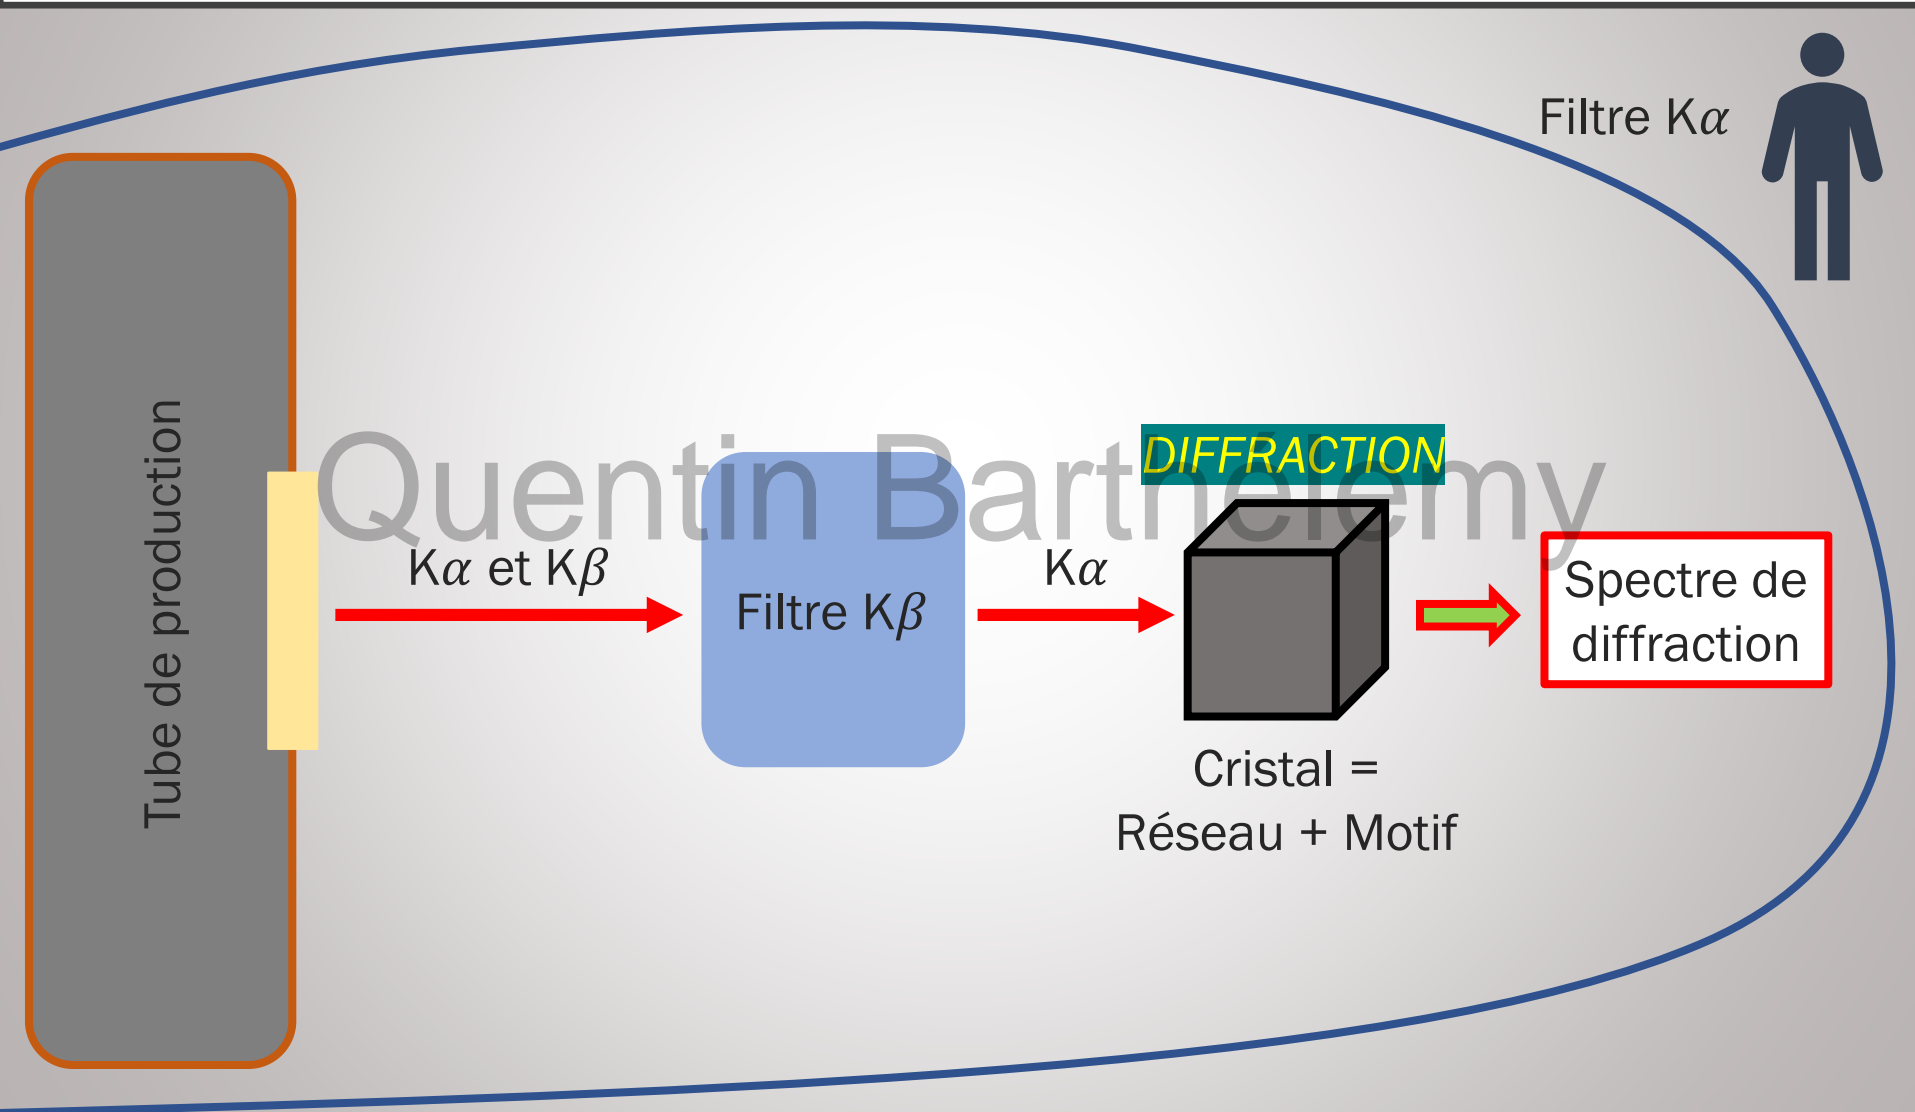 Filtre Kα
Tube de production
Quentin Barthélemy
DIFFRACTION
Kα et Kβ
Filtre Kβ
Kα
Spectre de
diffraction
Cristal =
Réseau + Motif